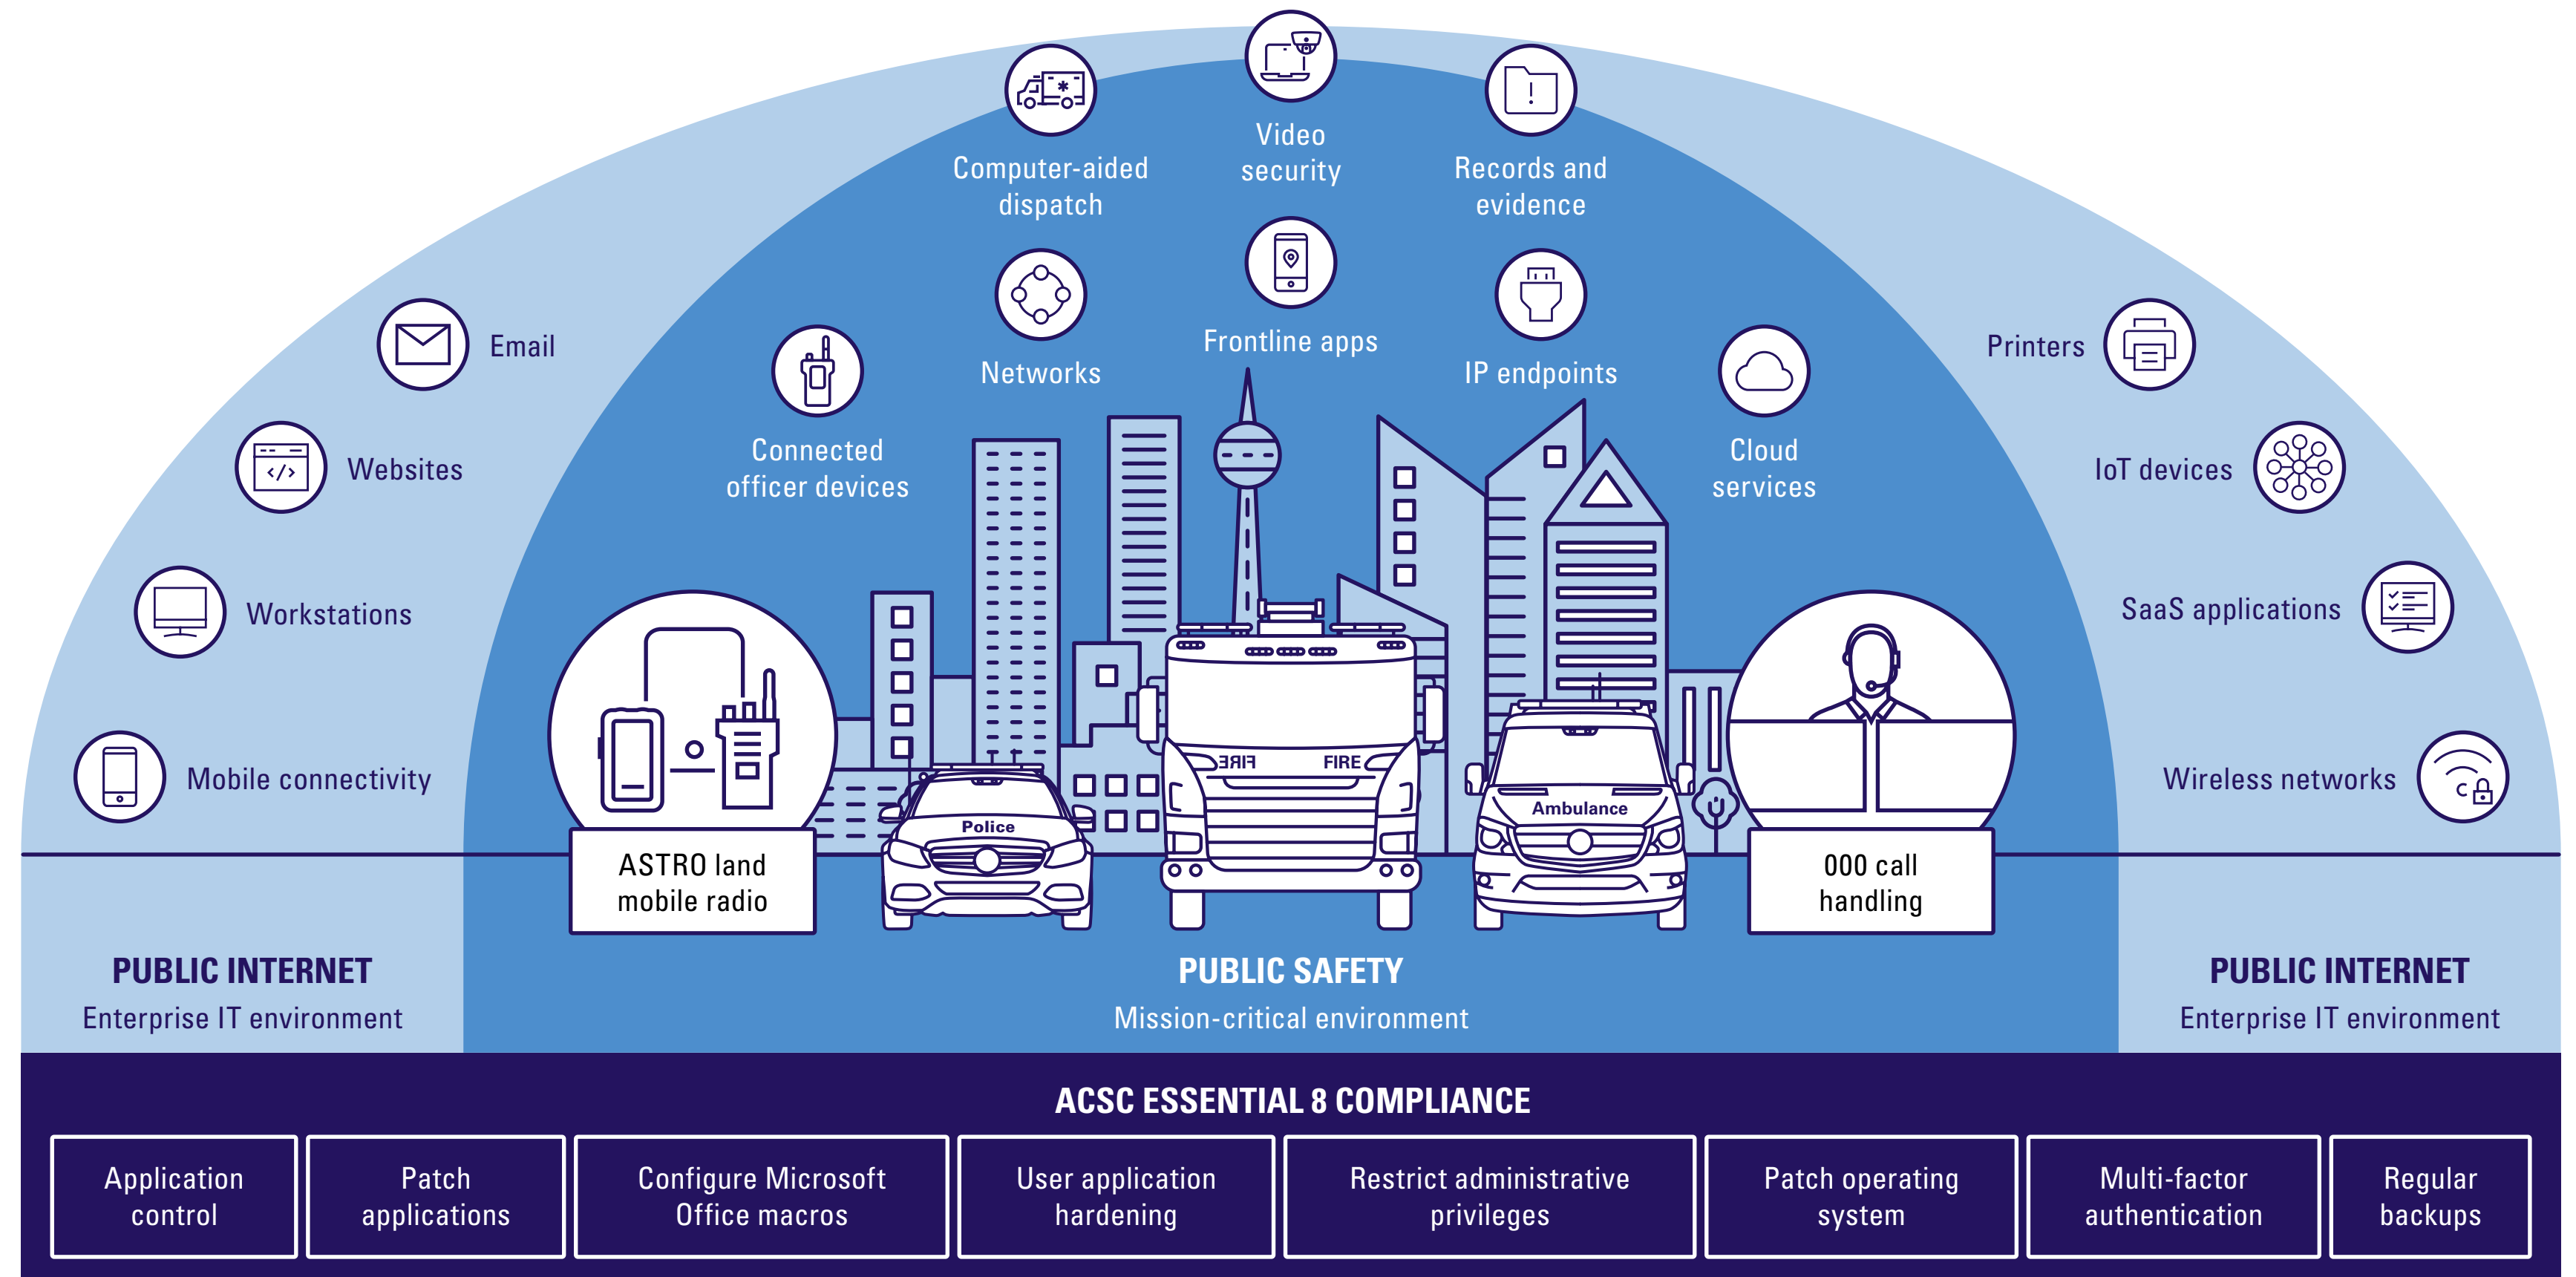 Video
security
Computer-aided
dispatch
Records and
evidence
Frontline apps
Networks
IP endpoints
Connected
officer devices
Cloud
services
Email
Websites
Workstations
Mobile connectivity
Printers
IoT devices
SaaS applications
Wireless networks
ASTRO land
mobile radio
Police
FIRE
FIRE
Ambulance
000 call
handling
PUBLIC INTERNET
Enterprise IT environment
PUBLIC SAFETY
Mission-critical environment
PUBLIC INTERNET
Enterprise IT environment
ACSC ESSENTIAL 8 COMPLIANCE
Application
control
Patch
applications
Configure Microsoft
Office macros
User application
hardening
Restrict administrative
privileges
Patch operating
system
Multi-factor
authentication
Regular
backups